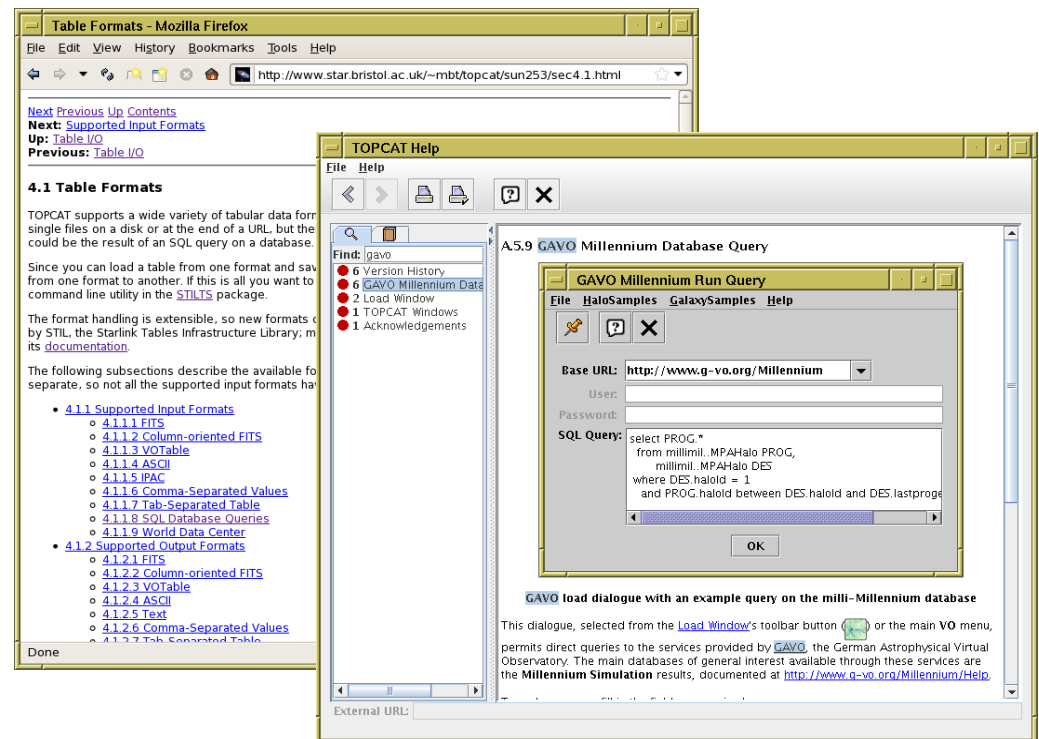 Table Formats - Mozilla Firefox
File Edit View History Bookmarks Tools Help
http://www.star.bristol.ac.uk/~mbt/topcat/sun253/sec4.1.html
Next Previous Up Contents
Next: Supported Input Formats
Up: Table I/O
Previous: Table I/O
4.1 Table Formats
TOPCAT supports a wide variety of tabular data for
single files on a disk or at the end of a URL, but the
could be the result of an SQL query on a database.
Since you can load a table from one format and sav
from one format to another. If this is all you want to
command line utility in the STILTS package.
The format handling is extensible, so new formats
by STIL, the Starlink Tables Infrastructure Library; m
its documentation.
The following subsections describe the available fo
separate, so not all the supported input formats ha
• 4.1.1 Supported Input Formats
4.1.1.1 FITS
4.1.1.2 Column-oriented FITS
4.1.1.3 VOTable
4.1.1.4 ASCII
4.1.1.5 IPAC
4.1.1.6 Comma-Separated Values
4.1.1.7 Tab-Separated Table
4.1.1.8 SQL Database Queries
4.1.1.9 World Data Center
• 4.1.2 Supported Output Formats
4.1.2.1 FITS
4.1.2.2 Column-oriented FITS
4.1.2.3 VOTable
4.1.2.4 ASCII
4.1.2.5 Text
4.1.2.6 Comma-Separated Values
4.1.2.7 Tab-Separated Table
Done
TOPCAT Help
File Help
Find: gavo
6 Version History
6 GAVO Millennium Data
2 Load Window
1 TOPCAT Windows
1 Acknowledgements
A.5.9 GAVO Millennium Database Query
GAVO Millennium Run Query
File HaloSamples GalaxySamples Help
Base URL: http://www.g-vo.org/Millennium
User:
Password:
SQL Query: select PROG.*
from millimil..MPAHalo PROG,
millimil..MPAHalo DES
where DES.haloId = 1
and PROG.haloId between DES.haloId and DES.lastproge
OK
GAVO load dialogue with an example query on the milli-Millennium database
This dialogue, selected from the Load Window's toolbar button ( ) or the main VO menu,
permits direct queries to the services provided by GAVO, the German Astrophysical Virtual
Observatory. The main databases of general interest available through these services are
the Millennium Simulation results, documented at http://www.g-vo.org/Millennium/Help.
External URL: